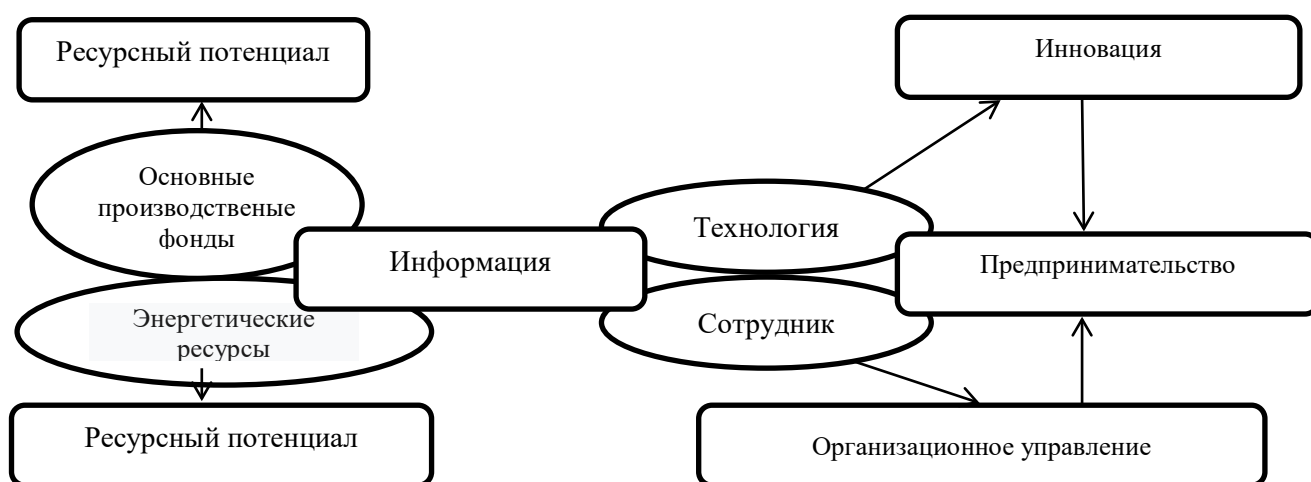 Ресурсный потенциал
Инновация
Основные
производственые
фонды
Технология
Информация
Предпринимательство
Энергетические
ресурсы
Сотрудник
Ресурсный потенциал
Организационное управление